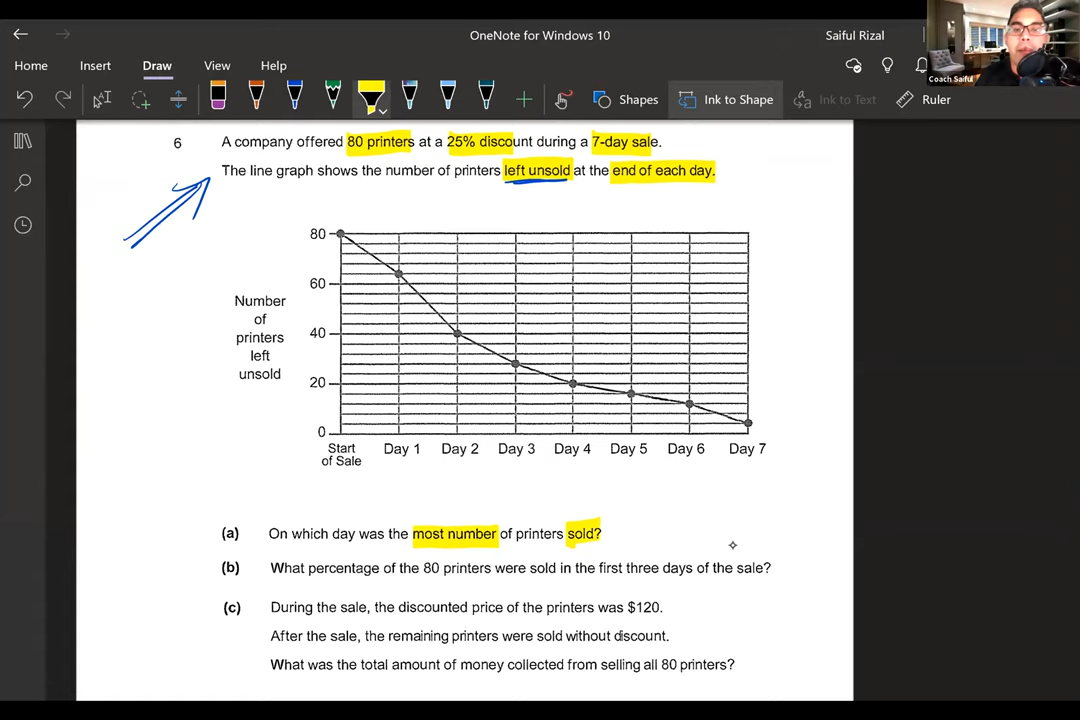 OneNote for Windows 10
Saiful Rizal
Home
Insert
Draw
View
Help
Coach Saiful
Shapes
Ink to Shape
Ink to Text
Ruler
6 A company offered 80 printers at a 25% discount during a 7-day sale.
The line graph shows the number of printers left unsold at the end of each day.
80
60
40
20
0
Number
of
printers
left
unsold
Start
of Sale
Day 1
Day 2
Day 3
Day 4
Day 5
Day 6
Day 7
(a) On which day was the most number of printers sold?
(b) What percentage of the 80 printers were sold in the first three days of the sale?
(c) During the sale, the discounted price of the printers was $120.
After the sale, the remaining printers were sold without discount.
What was the total amount of money collected from selling all 80 printers?